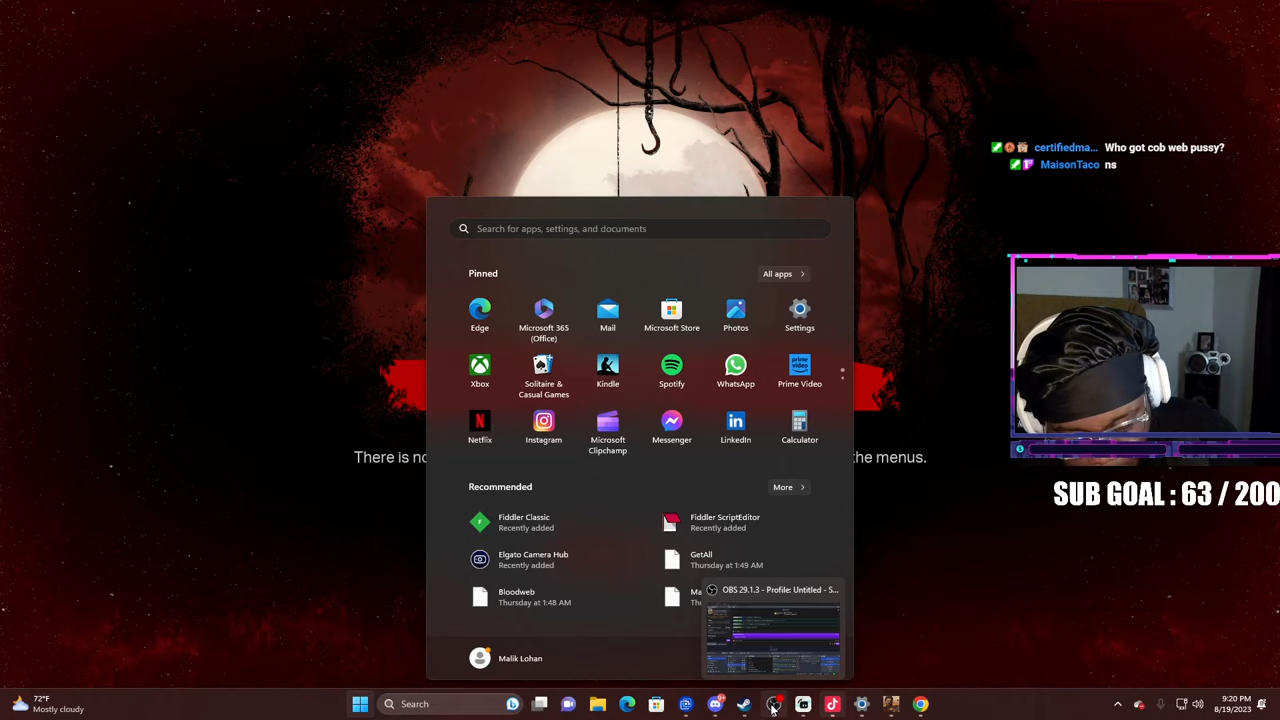 certifiedma... Who got cob web pussy?
MaisonTaco ns
Search for apps, settings, and documents
Pinned
All apps
Edge
Microsoft 365 (Office)
Mail
Microsoft Store
Photos
Settings
Xbox
Solitaire & Casual Games
Kindle
Spotify
WhatsApp
prime video
Prime Video
Netflix
Instagram
Microsoft Clipchamp
Messenger
LinkedIn
Calculator
There is no
the menus.
SUB GOAL : 63 / 200
Recommended
More
Fiddler Classic
Recently added
Fiddler ScriptEditor
Recently added
Elgato Camera Hub
Recently added
GetAll
Thursday at 1:49 AM
Bloodweb
Thursday at 1:48 AM
Ma
OBS 29.1.3 - Profile: Untitled - S...
Malik Lohan
72°F
Mostly cloudy
Search
9:20 PM
8/19/2023